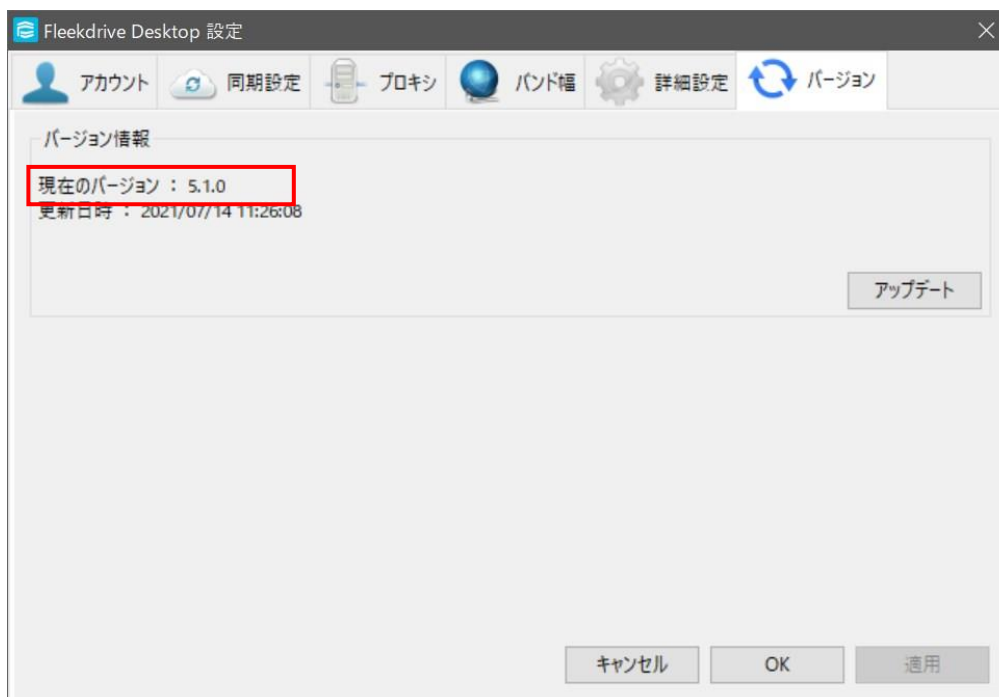 Fleekdrive Desktop 設定
アカウント 同期設定 プロキシ バンド幅 詳細設定 バージョン
バージョン情報
現在のバージョン : 5.1.0
更新日時 : 2021/07/14 11:26:08
アップデート
キャンセル OK 適用